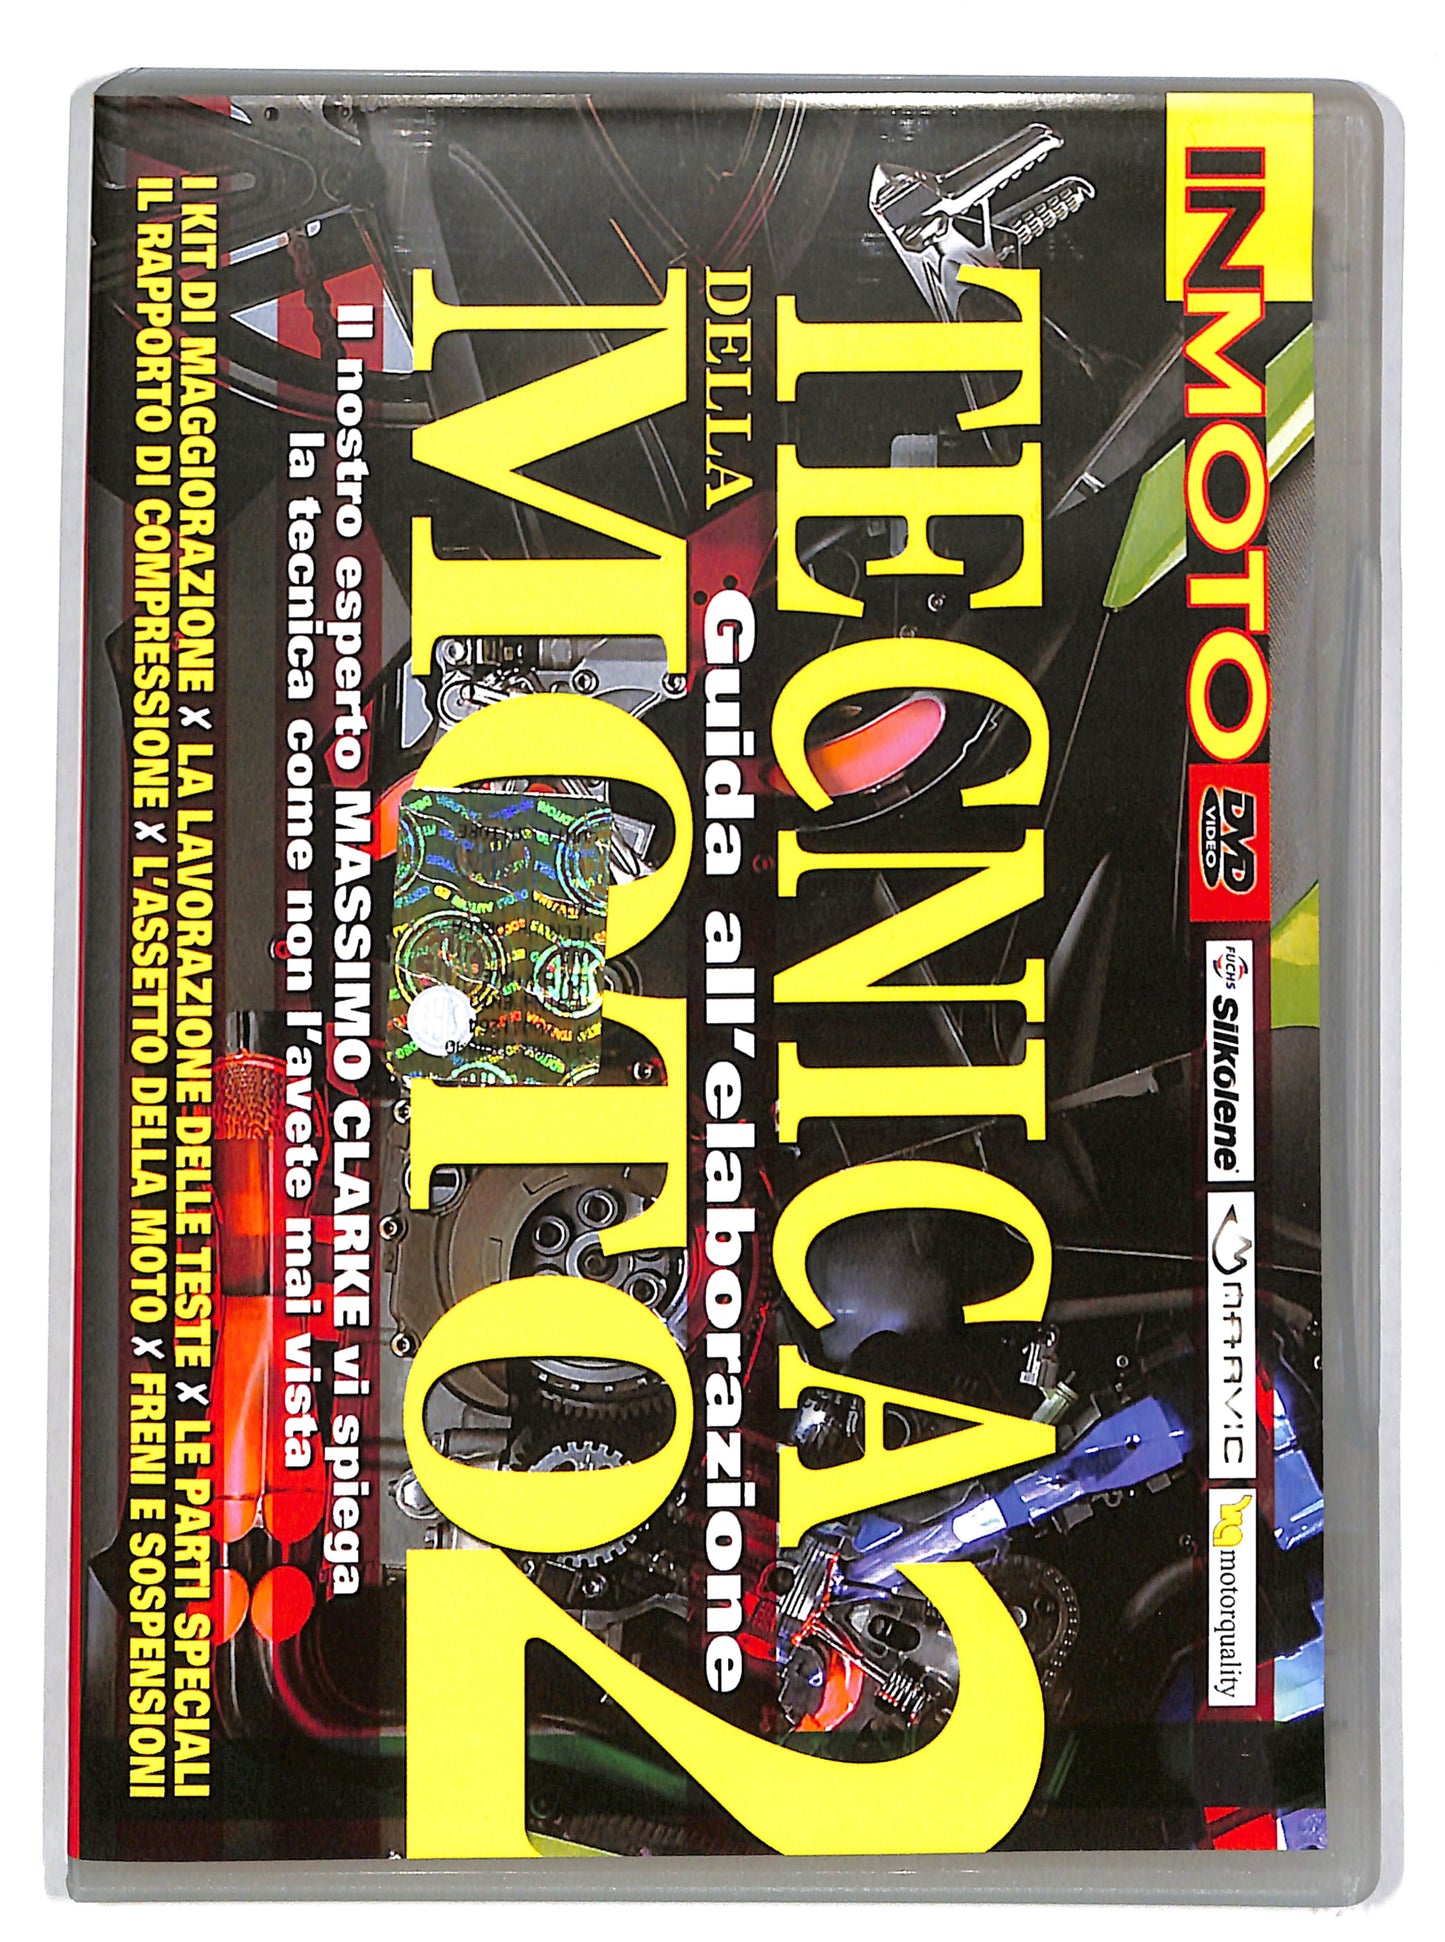 INMOTO
DVD
VIDEO
FUCHS
Silkolene
MARVIC
motorquality
TECNICA
DELLA
Guida all'elaborazione
MOTO 2
Il nostro esperto MASSIMO CLARKE vi spiega
la tecnica come non l'avete mai vista
I KIT DI MAGGIORAZIONE x LA LAVORAZIONE DELLE TESTE x LE PARTI SPECIALI
IL RAPPORTO DI COMPRESSIONE x L'ASSETTO DELLA MOTO x FRENI E SOSPENSIONI